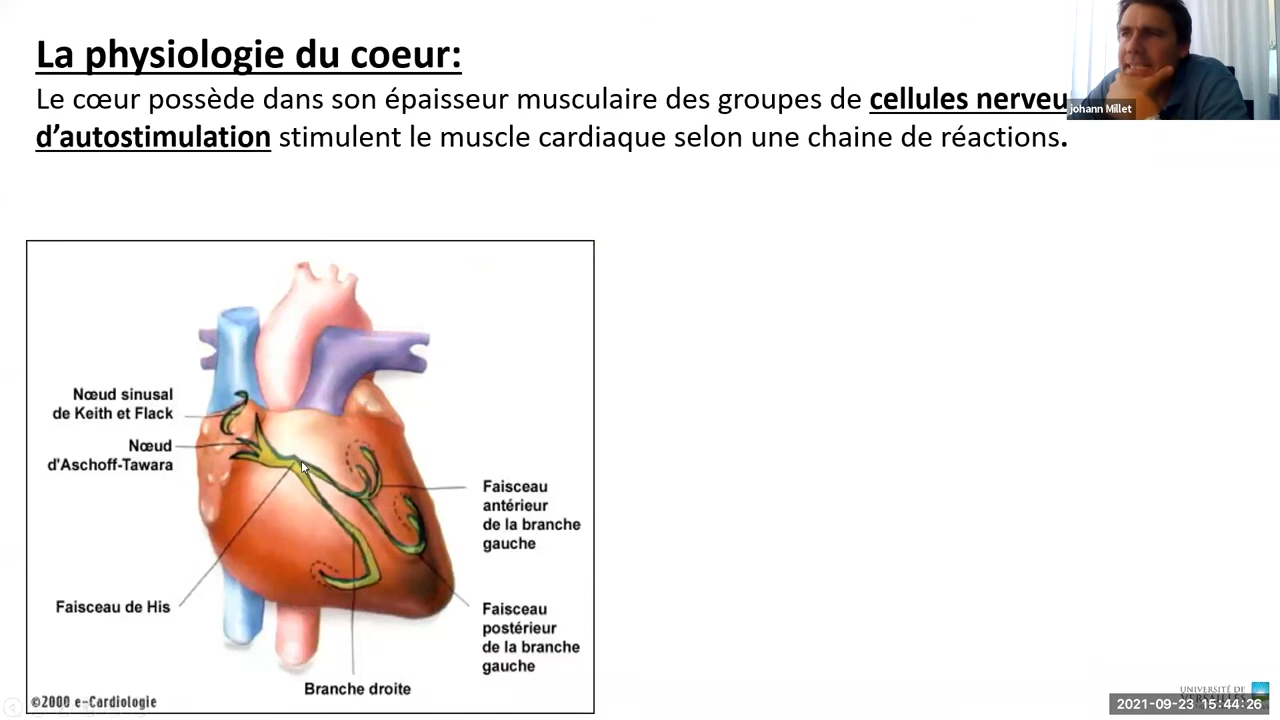 La physiologie du coeur:
Le cœur possède dans son épaisseur musculaire des groupes de cellules
d’autostimulation stimulent le muscle cardiaque selon une chaine de réactions.
johann Millet
Nœud sinusal
de Keith et Flack
Nœud
d'Aschoff-Tawara
Faisceau
antérieur
de la branche
gauche
Faisceau de His
Faisceau
postérieur
de la branche
gauche
Branche droite
©2000 e-Cardiologie
UNIVERSITÉ DE
2021-09-23 15:44:26